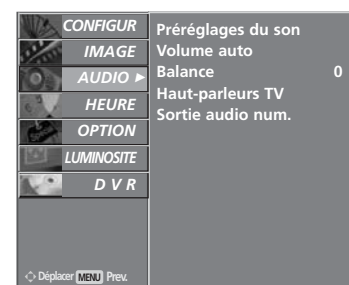 CONFIGUR
IMAGE
AUDIO ►
HEURE
OPTION
LUMINOSITE
D V R
Déplacer MENU Prev.
Préréglages du son
Volume auto
Balance 0
Haut-parleurs TV
Sortie audio num.